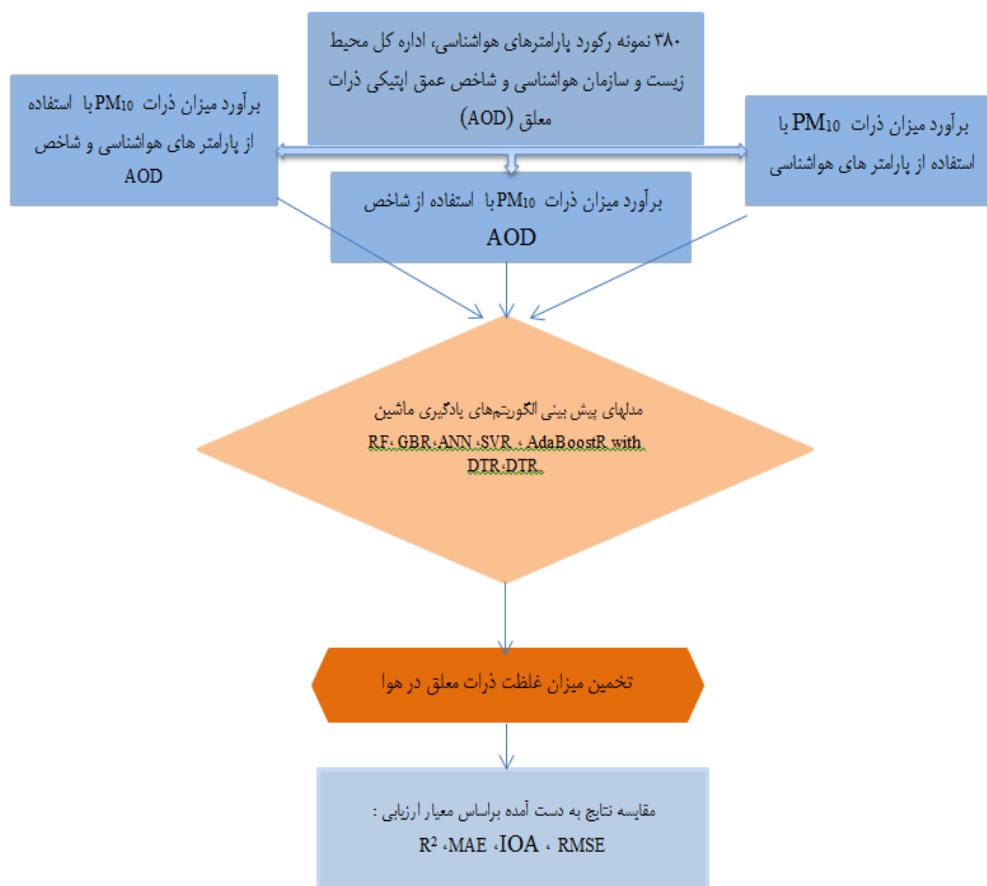 ۳۸۰ نمونه رکورد پارامترهای هواشناسی، اداره کل محیط
زیست و سازمان هواشناسی و شاخص عمق اپتیکی ذرات
معلق (AOD)
برآورد میزان ذرات PM₁₀ با
استفاده از پارامتر های هواشناسی
برآورد میزان ذرات PM₁₀ با استفاده از شاخص
AOD
برآورد میزان ذرات PM₁₀ با استفاده
از پارامتر های هواشناسی و شاخص
AOD
مدلهای پیش بینی الگوریتم‌های یادگیری ماشین
RF، GBR،ANN ،SVR ، AdaBoostR with
DTR،DTR.
تخمین میزان غلظت ذرات معلق در هوا
مقایسه نتایج به دست آمده براساس معیار ارزیابی :
R² ،MAE ،IOA ، RMSE